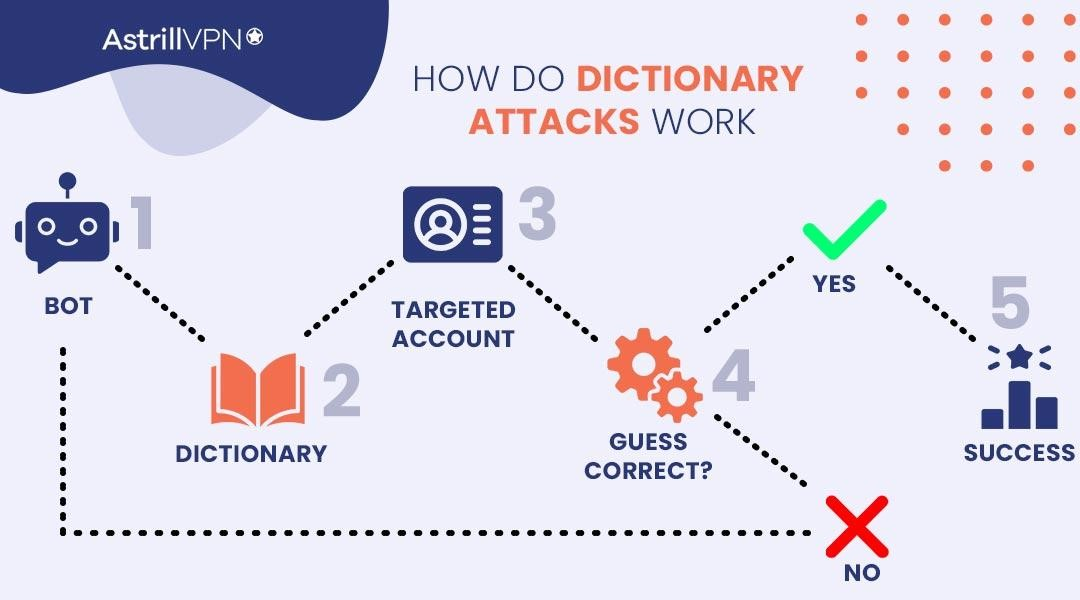 AstrillVPN
HOW DO DICTIONARY
ATTACKS WORK
1
BOT
2
DICTIONARY
3
TARGETED
ACCOUNT
4
GUESS
CORRECT?
YES
NO
5
SUCCESS